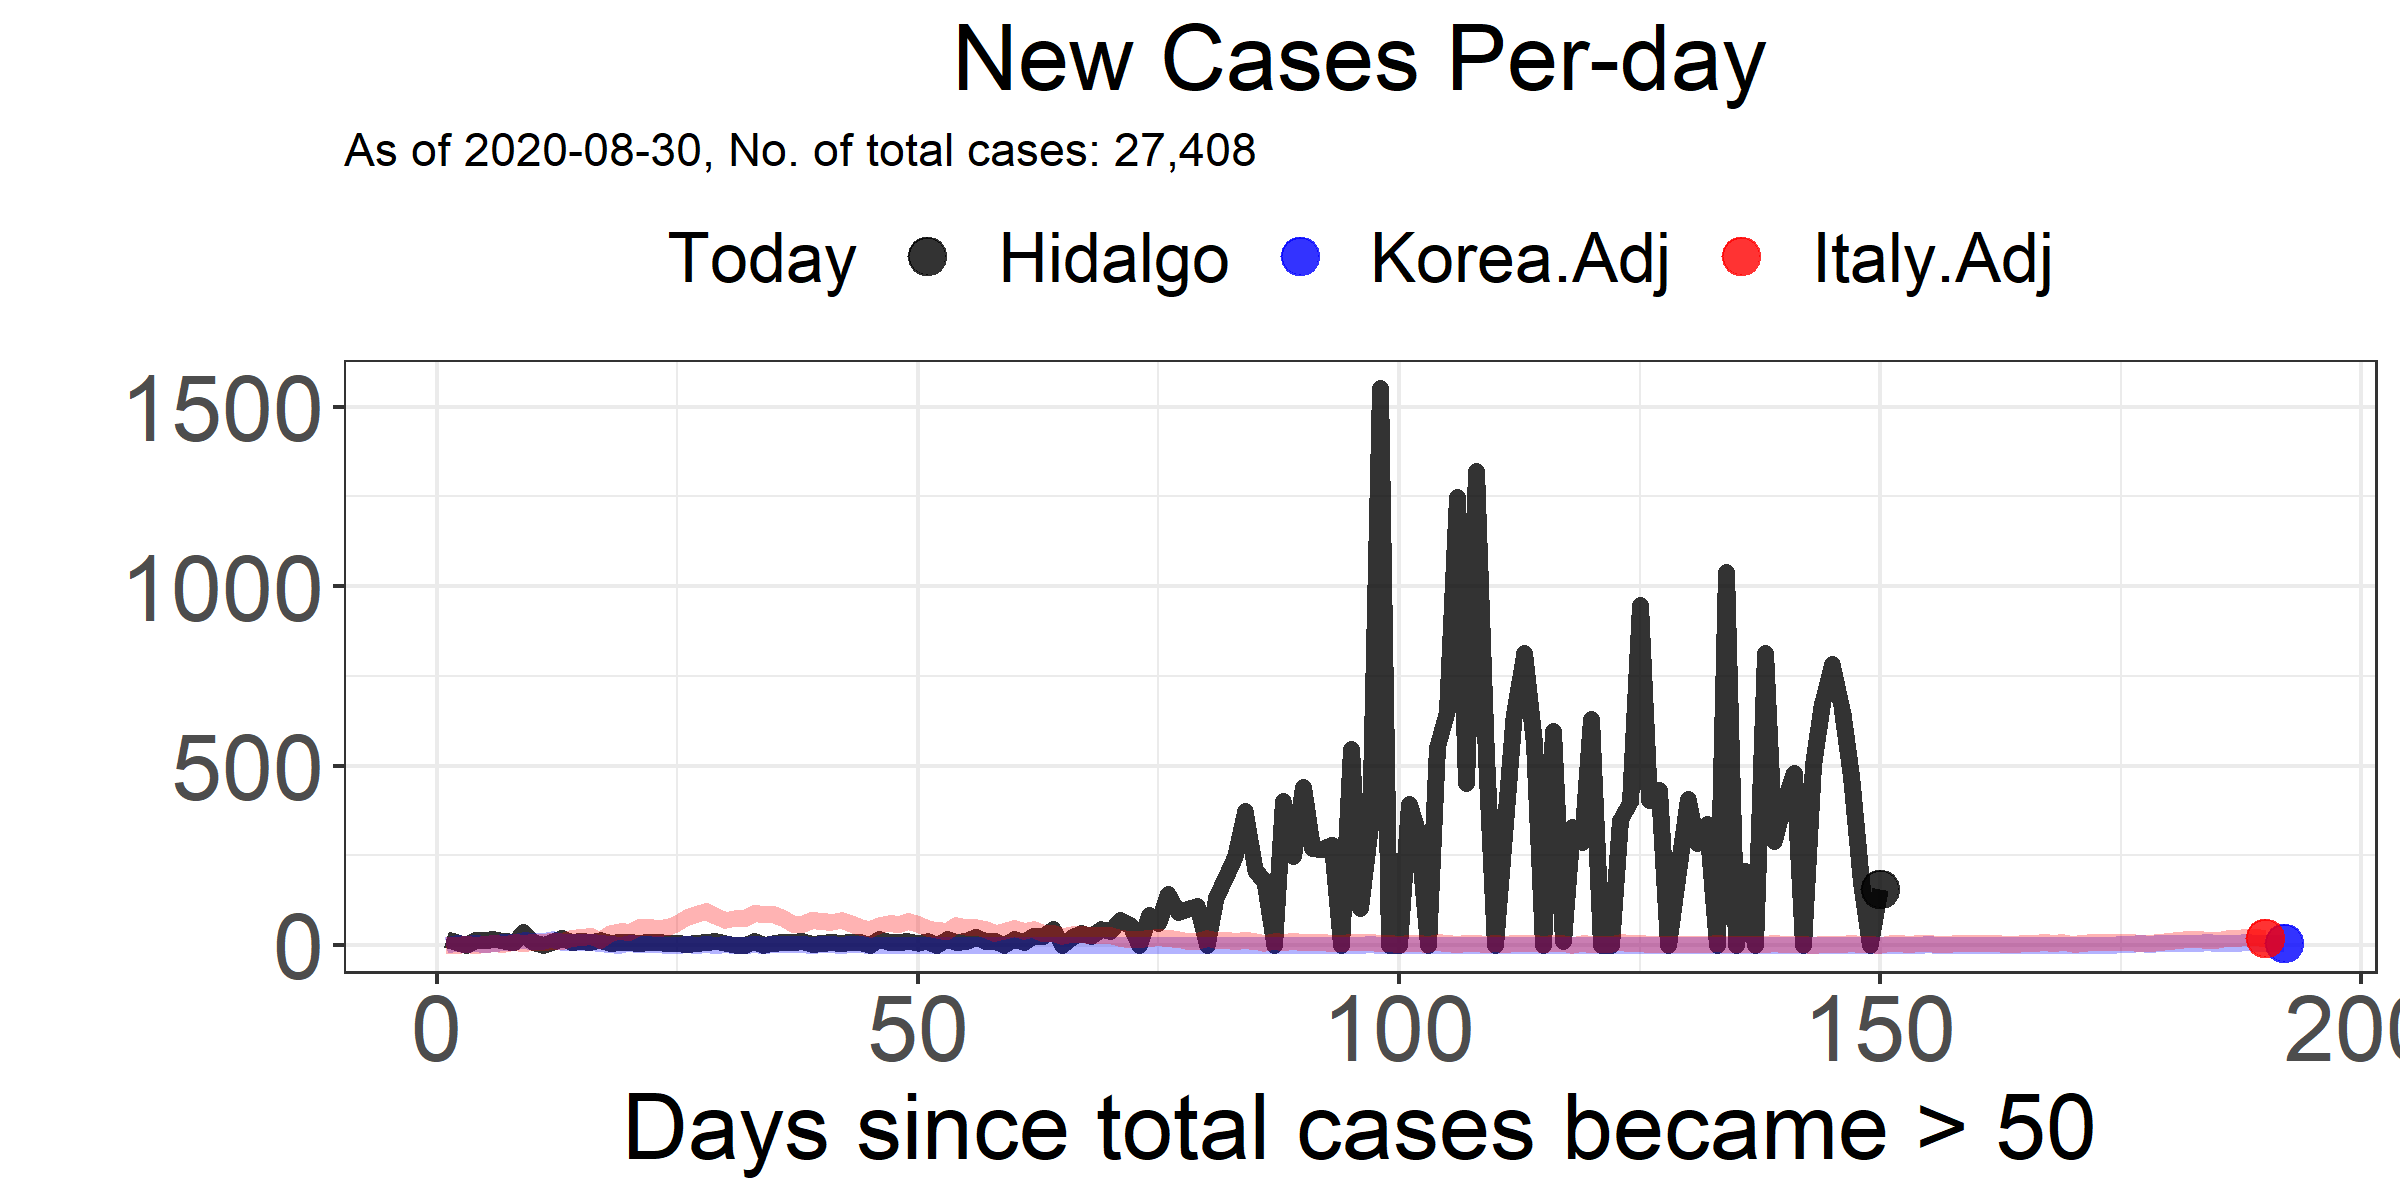 New Cases Per-day
As of 2020-08-30, No. of total cases: 27,408
Today Hidalgo Korea.Adj Italy.Adj
1500
1000
500
0
0 50 100 150 200
Days since total cases became > 50